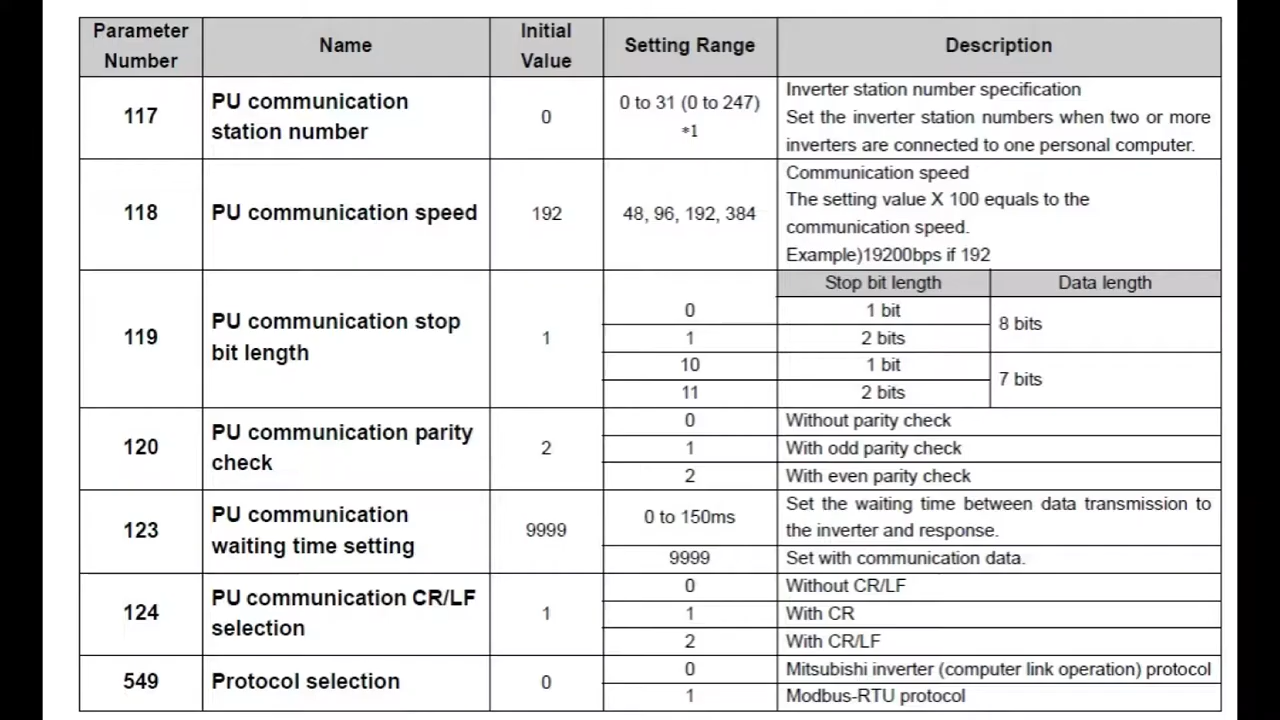 Parameter Number Name Initial Value Setting Range Description
117 PU communication station number 0 0 to 31 (0 to 247) *1
Inverter station number specification
Set the inverter station numbers when two or more
inverters are connected to one personal computer.
118 PU communication speed 192 48, 96, 192, 384
Communication speed
The setting value X 100 equals to the
communication speed.
Example)19200bps if 192
119 PU communication stop bit length 1
Stop bit length Data length
0 1 bit 8 bits
1 2 bits
10 1 bit 7 bits
11 2 bits
120 PU communication parity check 2
0 Without parity check
1 With odd parity check
2 With even parity check
123 PU communication waiting time setting 9999
0 to 150ms Set the waiting time between data transmission to
the inverter and response.
9999 Set with communication data.
124 PU communication CR/LF selection 1
0 Without CR/LF
1 With CR
2 With CR/LF
549 Protocol selection 0
0 Mitsubishi inverter (computer link operation) protocol
1 Modbus-RTU protocol